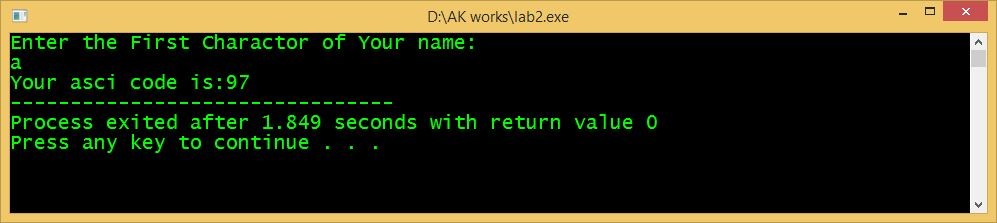 D:\AK works\lab2.exe
Enter the First Charactor of Your name:
a
Your asci code is:97
--------------------------------
Process exited after 1.849 seconds with return value 0
Press any key to continue . . .